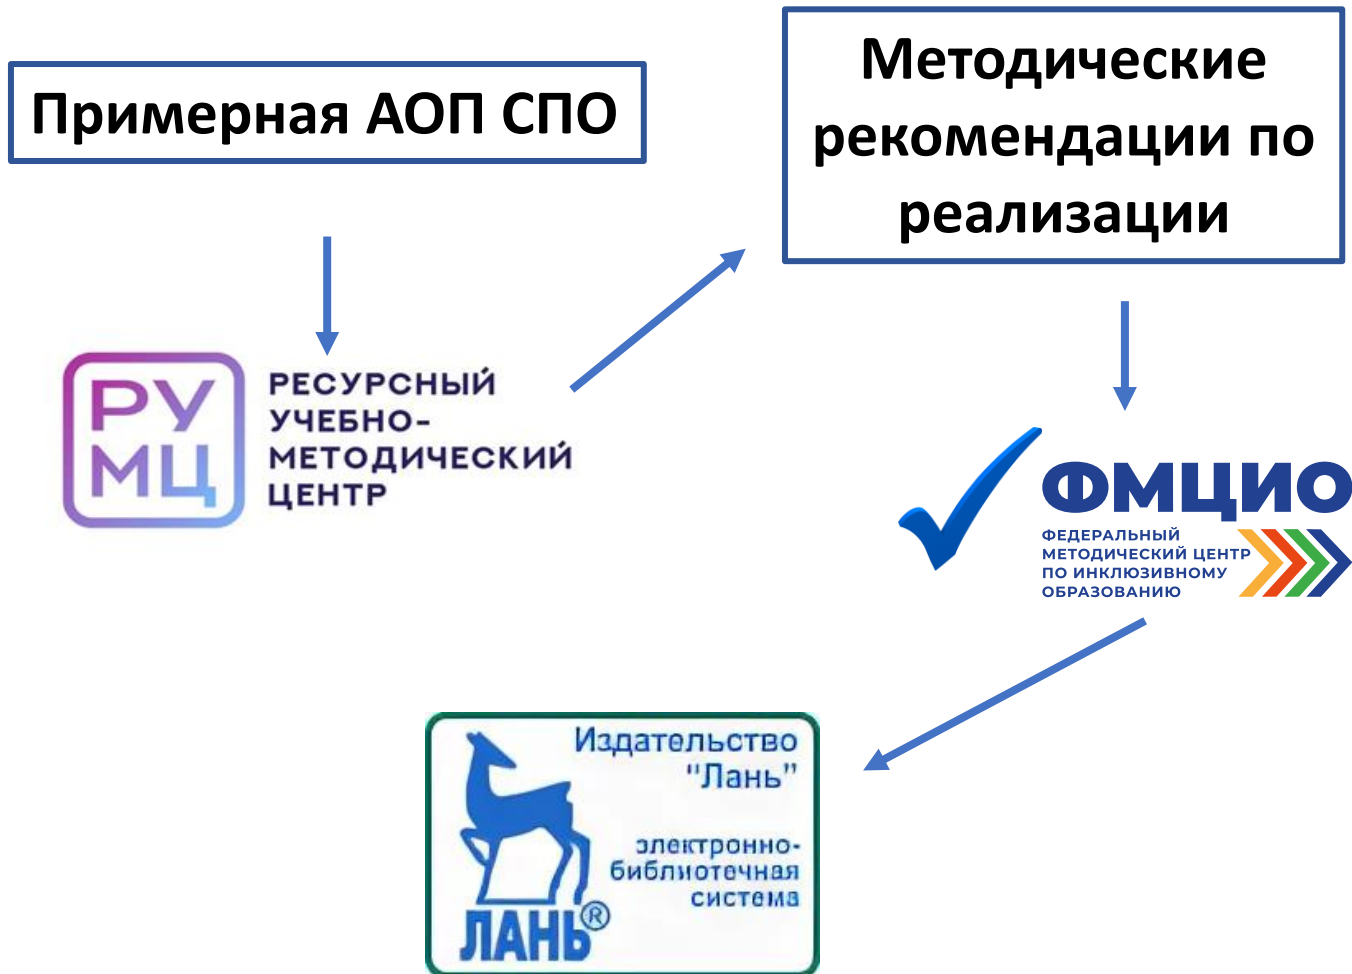 Примерная АОП СПО
Методические
рекомендации по
реализации
РУ
МЦ
РЕСУРСНЫЙ
УЧЕБНО-
МЕТОДИЧЕСКИЙ
ЦЕНТР
ФМЦИО
ФЕДЕРАЛЬНЫЙ
МЕТОДИЧЕСКИЙ ЦЕНТР
ПО ИНКЛЮЗИВНОМУ
ОБРАЗОВАНИЮ
Издательство
"Лань"
электронно-
библиотечная
система
ЛАНЬ®